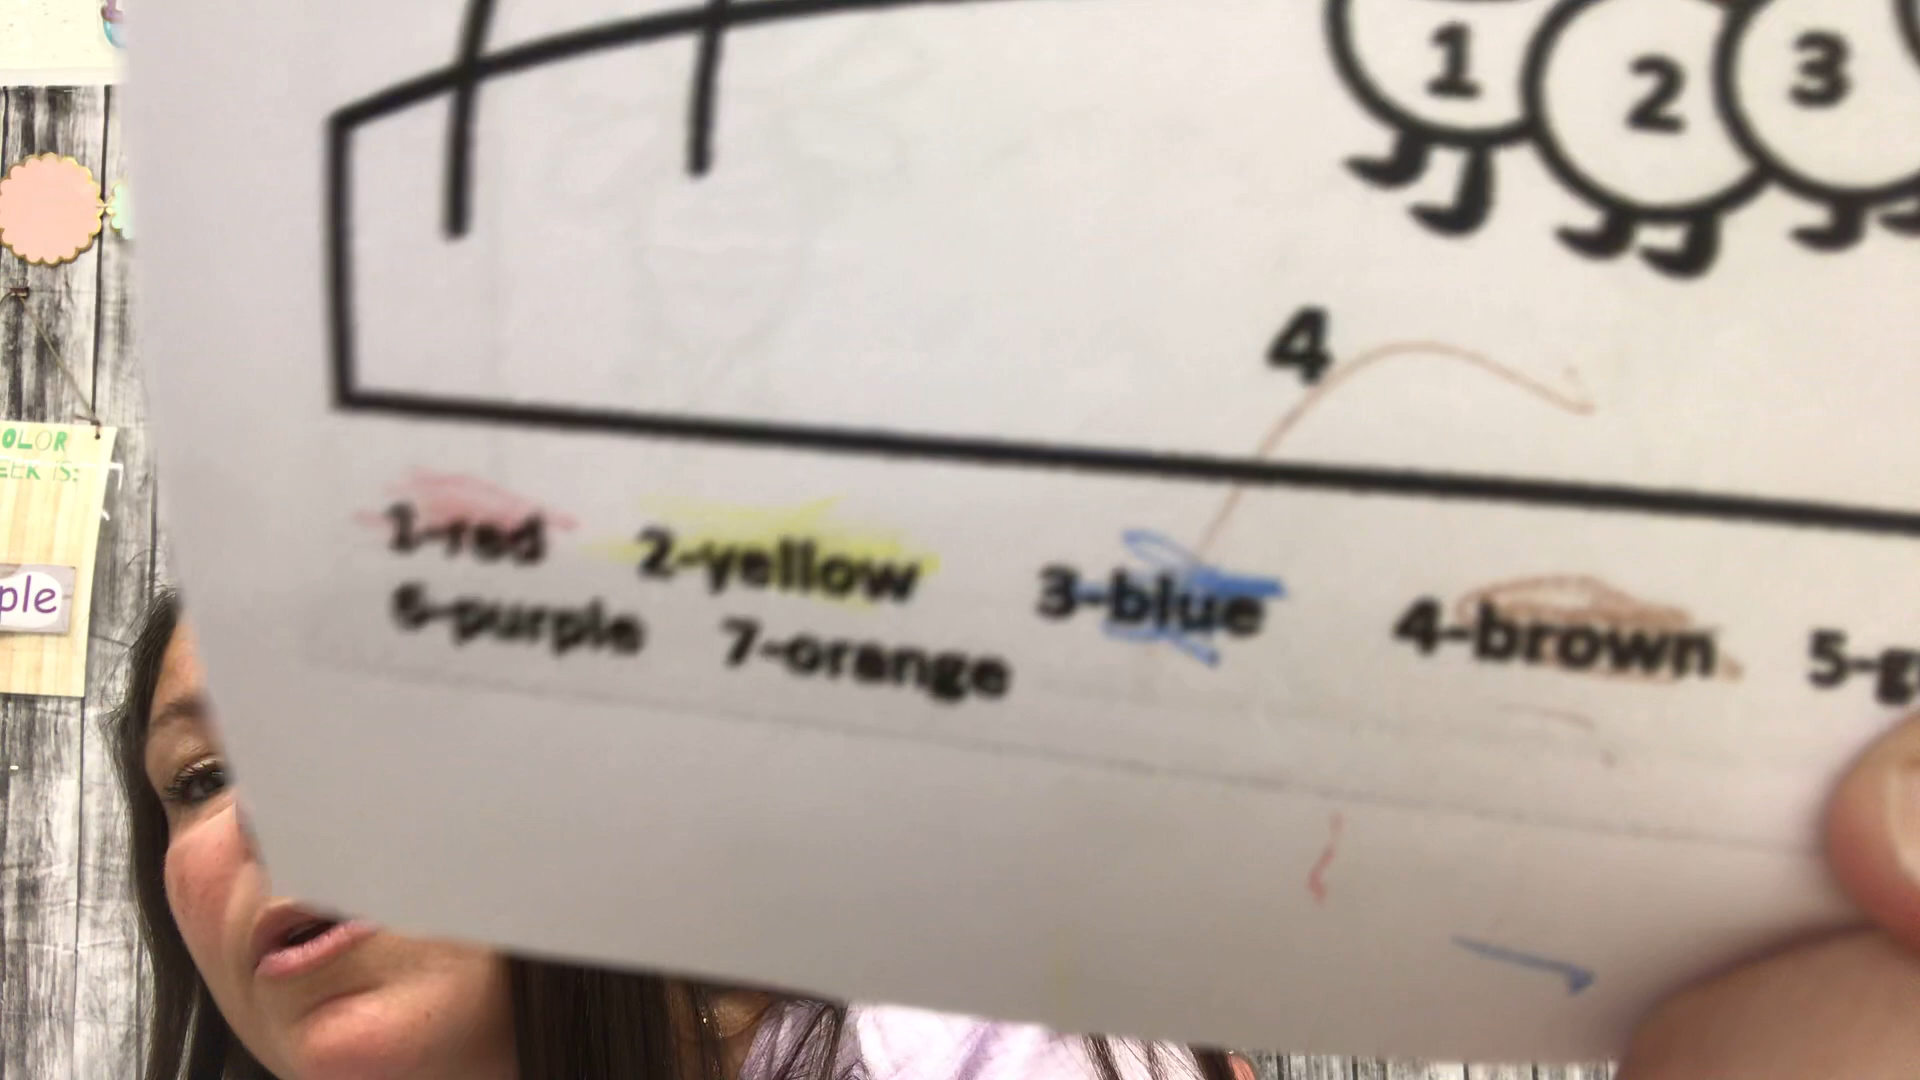 1 2 3
4
1-red 2-yellow 3-blue 4-brown 5-g
6-purple 7-orange
OLOR
EEK IS:
ple